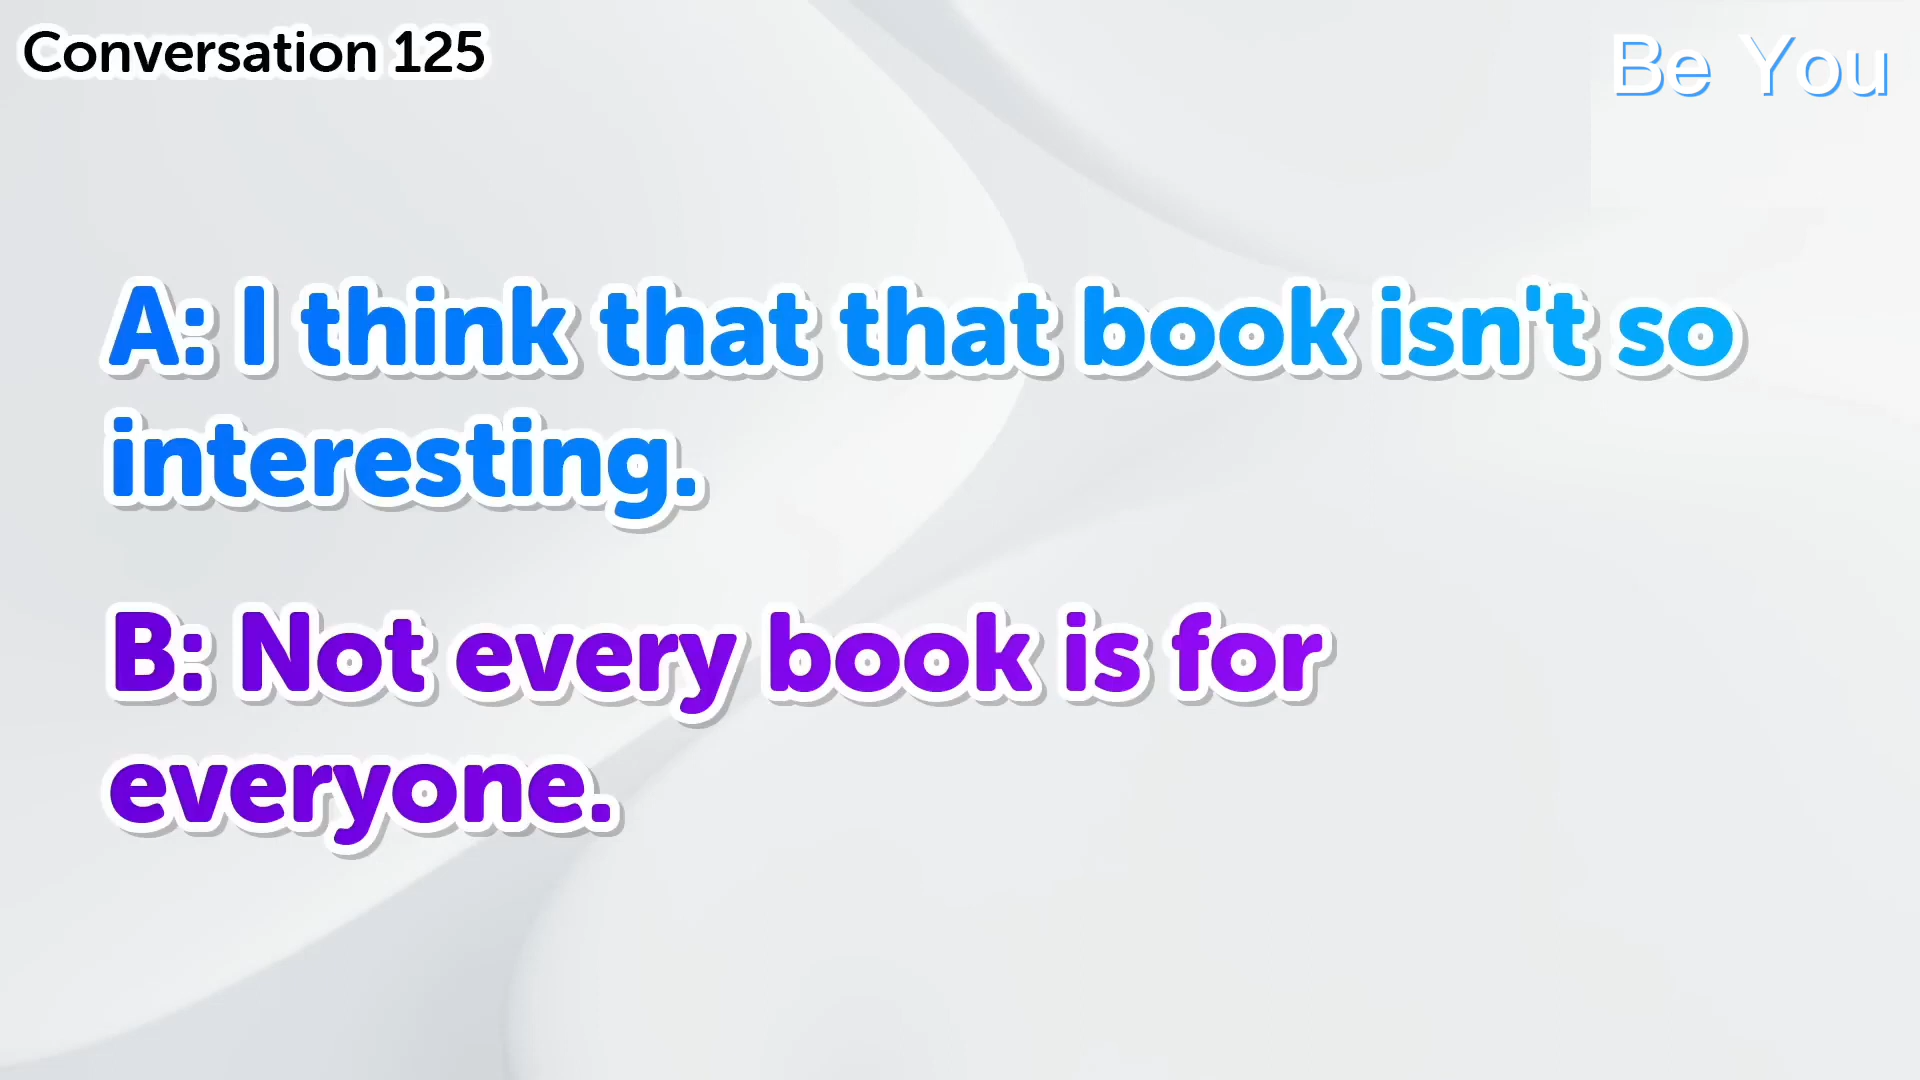 Conversation 125
Be You
A: I think that that book isn't so
interesting.
B: Not every book is for
everyone.